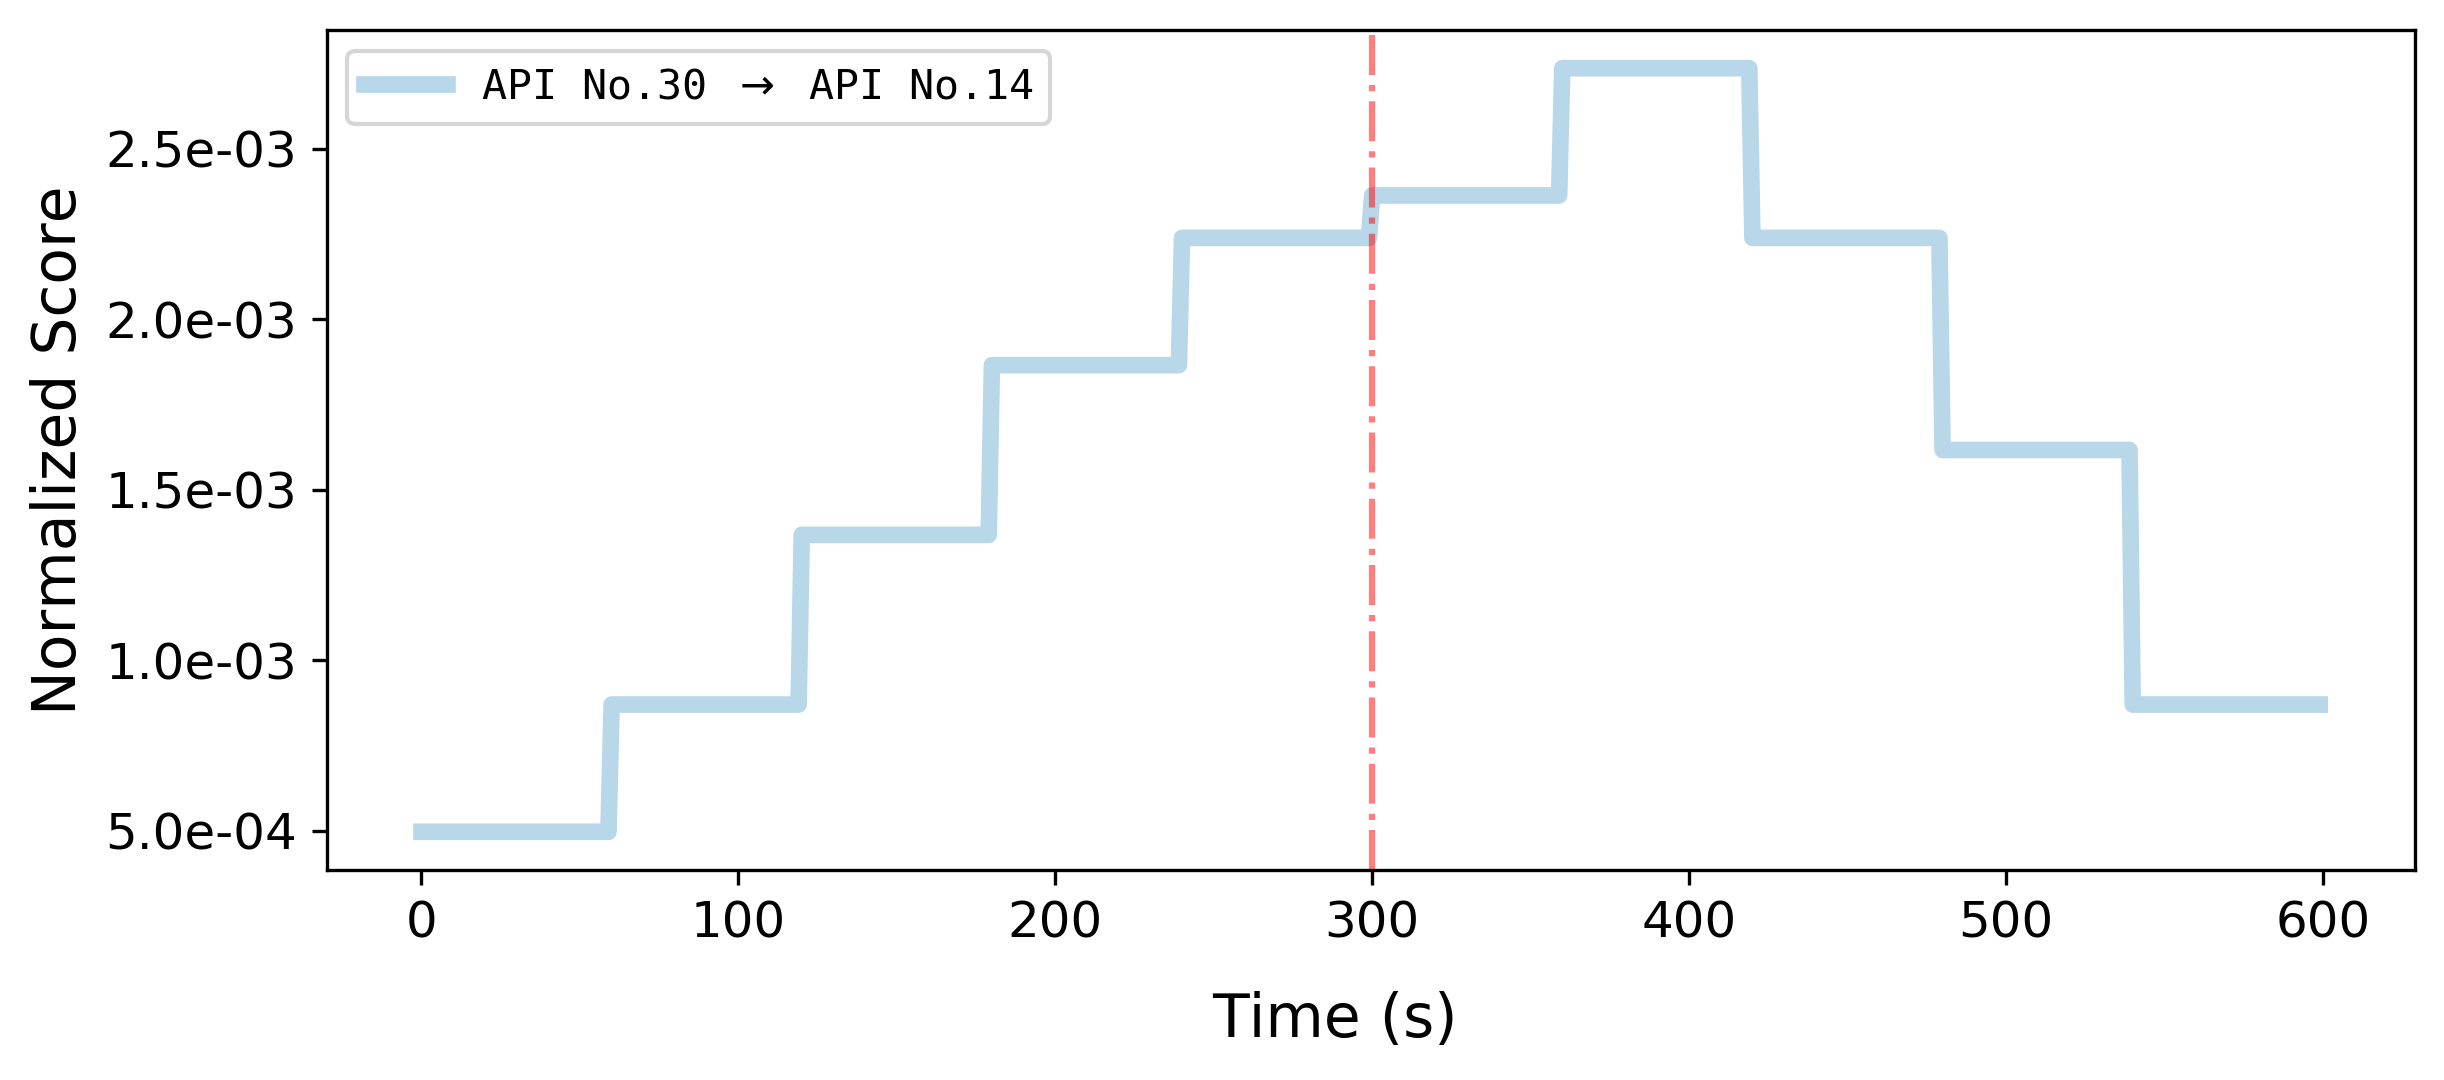 API No.30 → API No.14
Normalized Score
2.5e-03
2.0e-03
1.5e-03
1.0e-03
5.0e-04
0 100 200 300 400 500 600
Time (s)